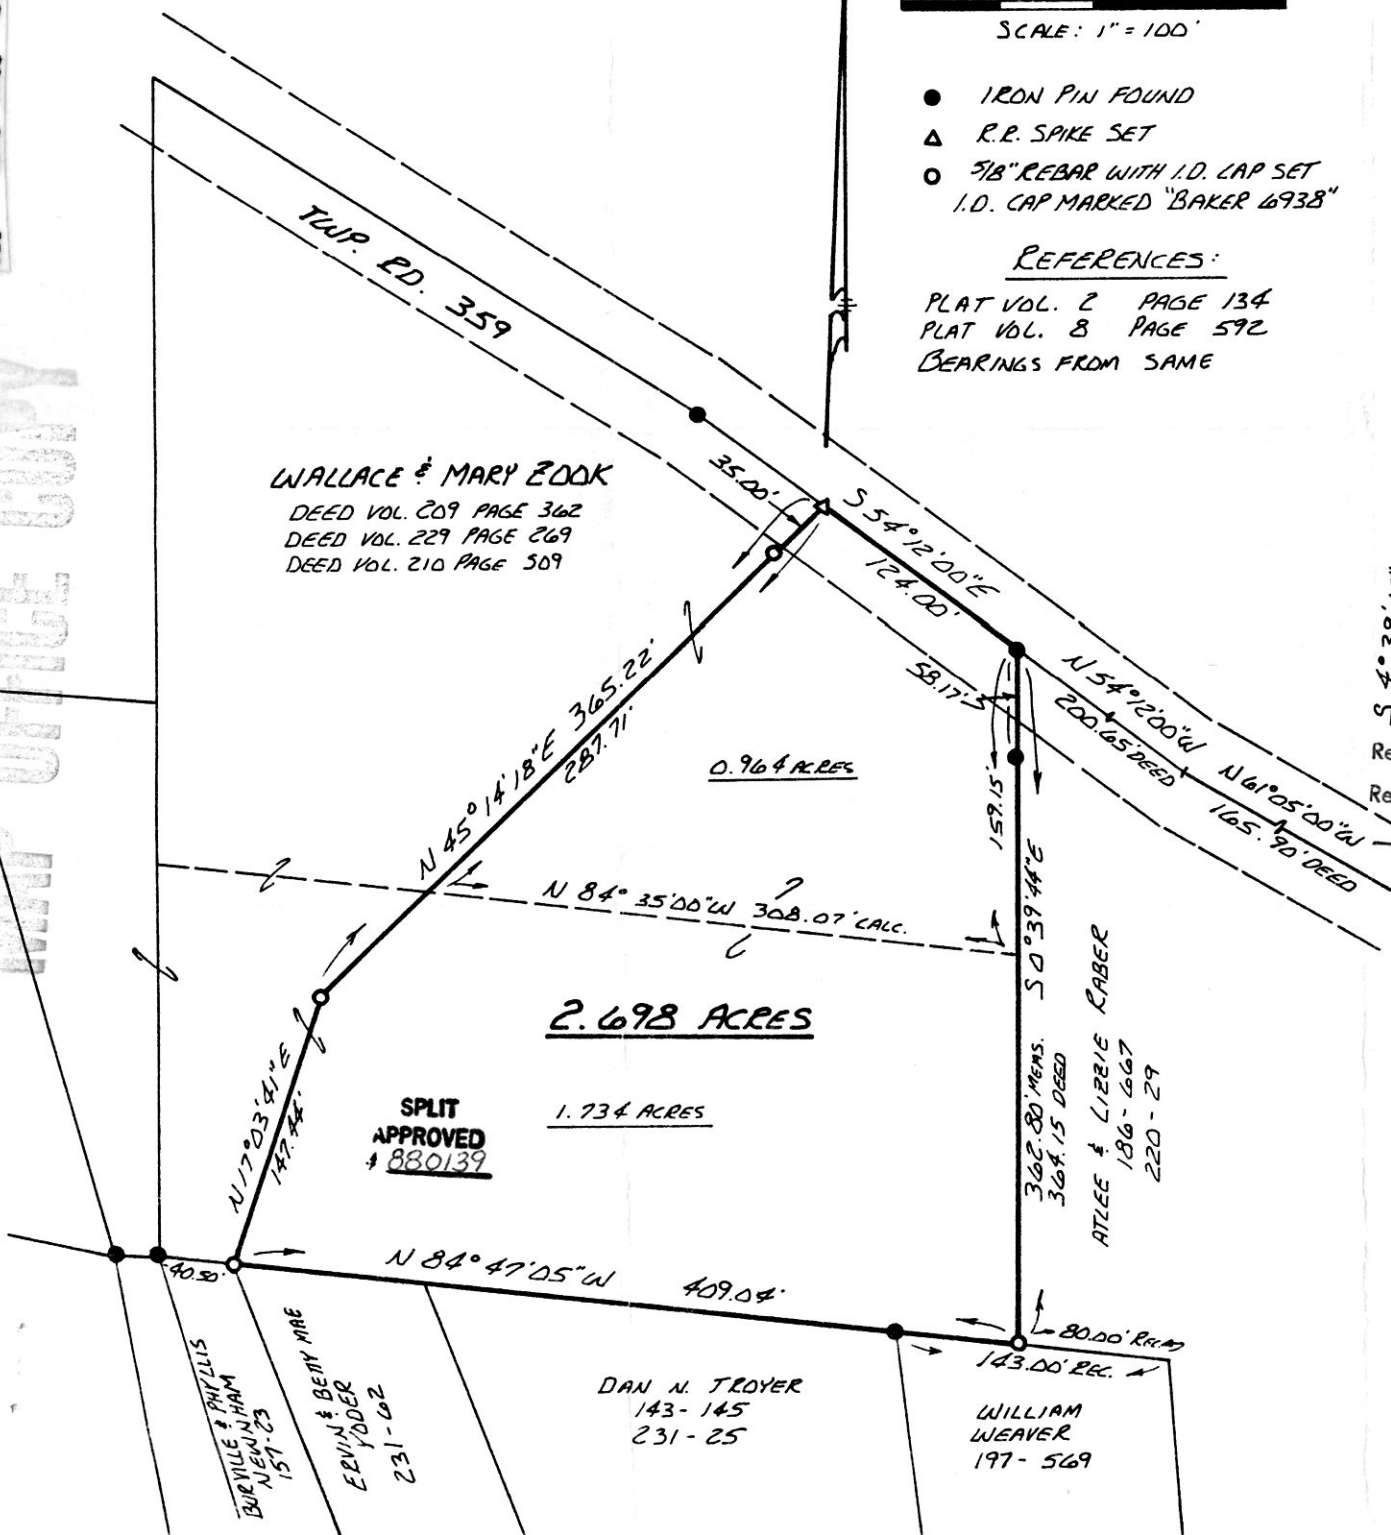 SCALE: 1" = 100'
IRON PIN FOUND
R.R. SPIKE SET
5/8" REBAR WITH I.D. CAP SET
I.D. CAP MARKED "BAKER 6938"
REFERENCES:
PLAT VOL. 2 PAGE 134
PLAT VOL. 8 PAGE 592
BEARINGS FROM SAME
TWP. RD. 359
WALLACE & MARY ZOOK
DEED VOL. 209 PAGE 362
DEED VOL. 229 PAGE 269
DEED VOL. 210 PAGE 509
35.00'
S 54°12'00"E
124.00'
58.17'
N 54°12'00"W
200.65' DEED
N 61°05'00"W
165.90' DEED
N 45°14'18"E 365.22'
287.71'
0.964 ACRES
159.15'
N 84°35'00"W 308.07' CALC.
S 0°39'44"E
362.80' MEAS.
364.15 DEED
ATLEE & LIZZIE RABER
186-667
220-29
2.698 ACRES
1.734 ACRES
SPLIT
APPROVED
# 880139
N 17°03'41"E
147.44'
40.50'
N 84°47'05"W 409.04'
80.00' REC.
143.00' REC.
BURVILLE & PHYLLIS
NEWNHAM
157-23
ERVIN & BETTY MAE
YODER
231-62
DAN N. TROYER
143-145
231-25
WILLIAM
WEAVER
197-569
MAP OFFICE COPY
Re
Re